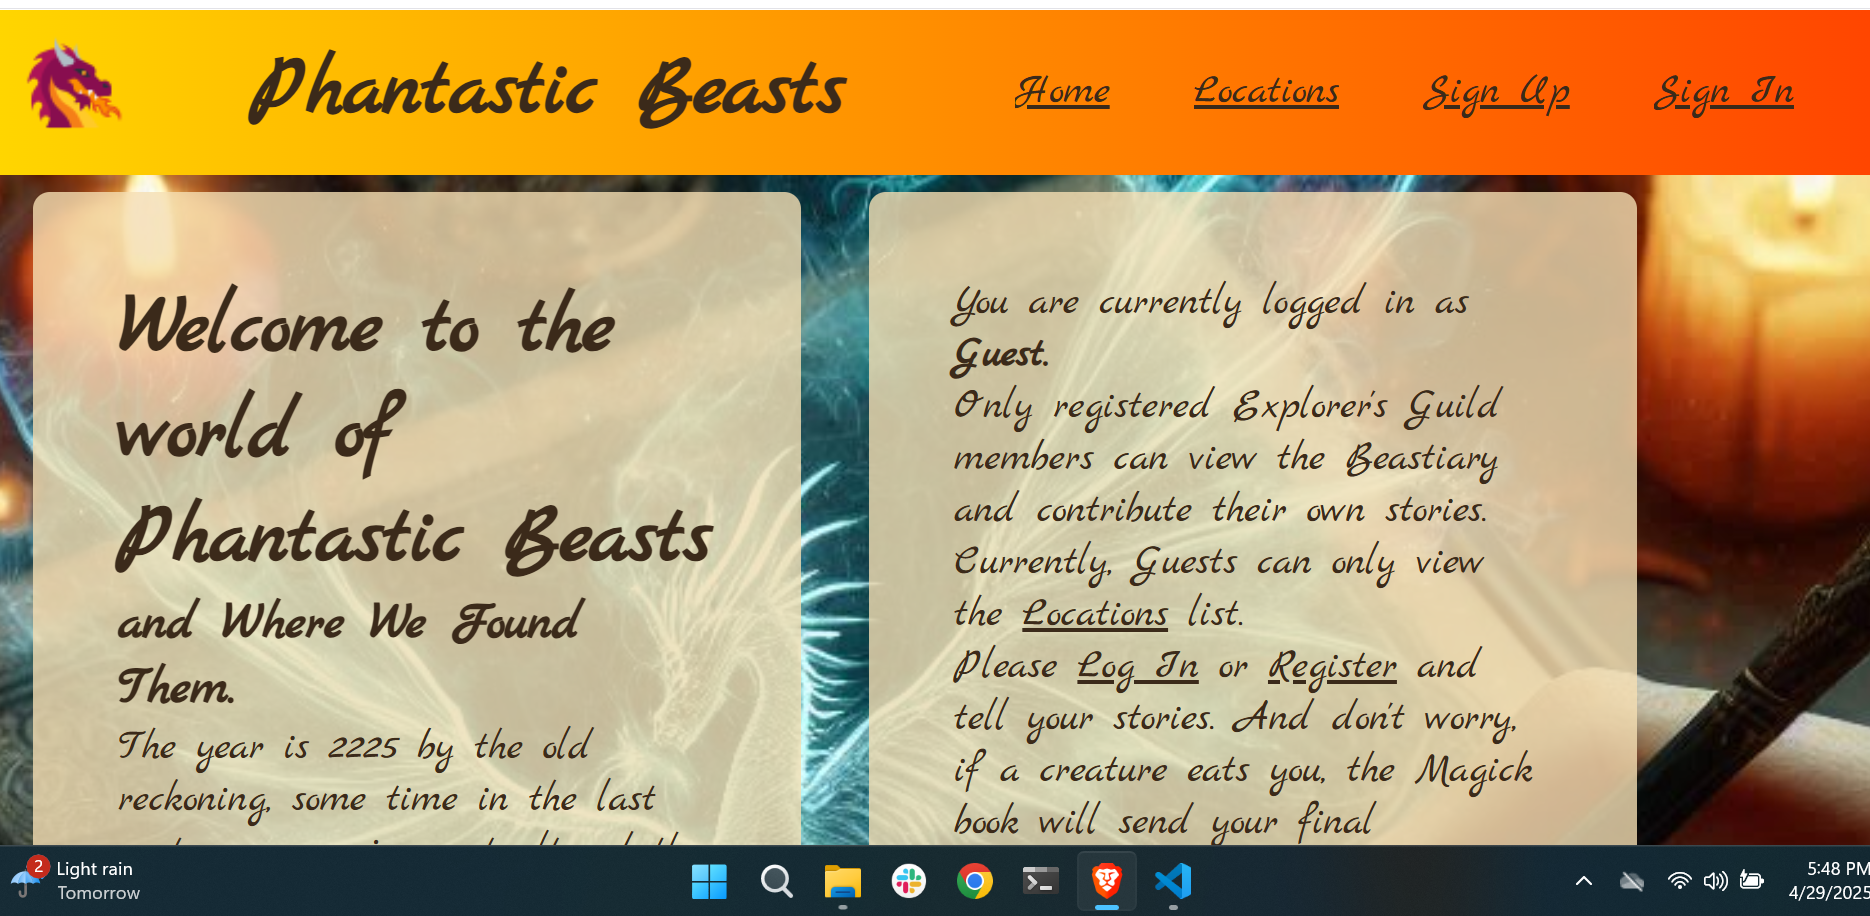 Phantastic Beasts
Home
Locations
Sign Up
Sign In
Welcome to the
world of
Phantastic Beasts
and Where We Found
Them.
The year is 2225 by the old
reckoning, some time in the last
You are currently logged in as
Guest.
Only registered Explorer's Guild
members can view the Beastiary
and contribute their own stories.
Currently, Guests can only view
the Locations list.
Please Log In or Register and
tell your stories. And don't worry,
if a creature eats you, the Magick
book will send your final
2
Light rain
Tomorrow
5:48 PM
4/29/2025